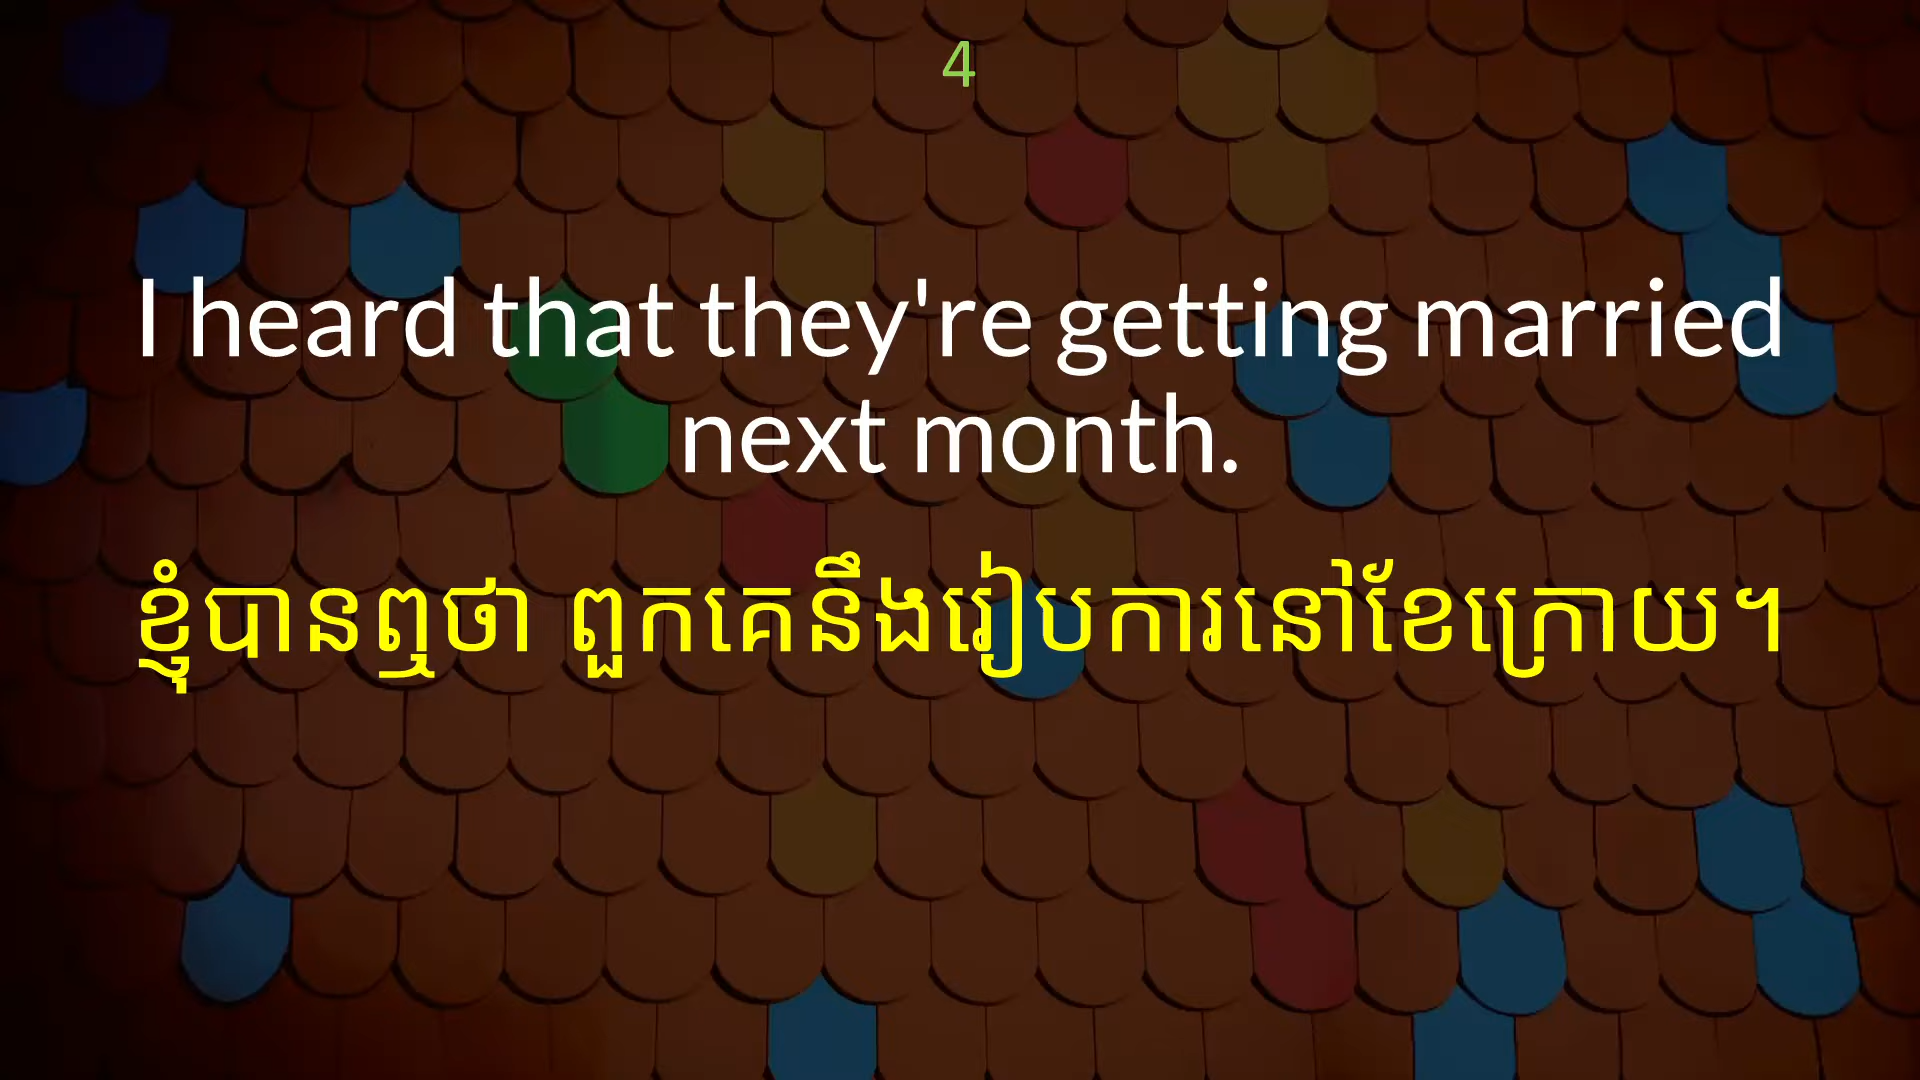 4
I heard that they're getting married
next month.
ខ្ញុំបានឮថា ពួកគេនឹងរៀបការនៅខែក្រោយ។